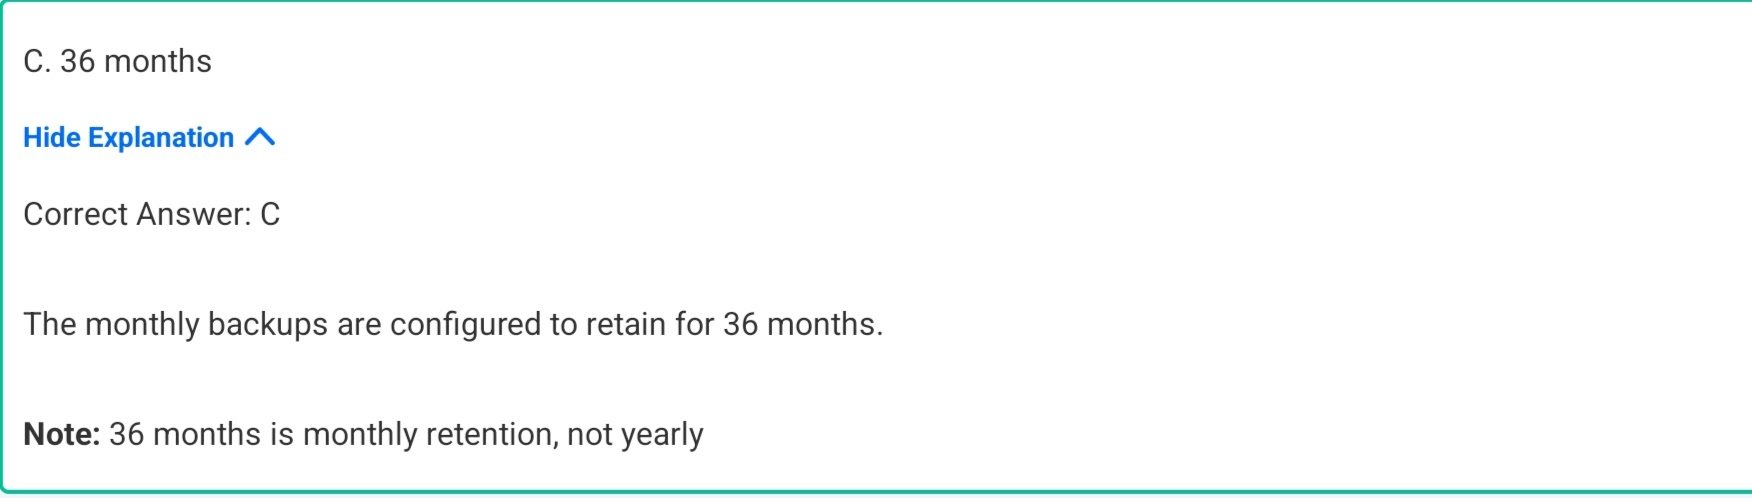 C. 36 months
Hide Explanation
Correct Answer: C
The monthly backups are configured to retain for 36 months.
Note: 36 months is monthly retention, not yearly